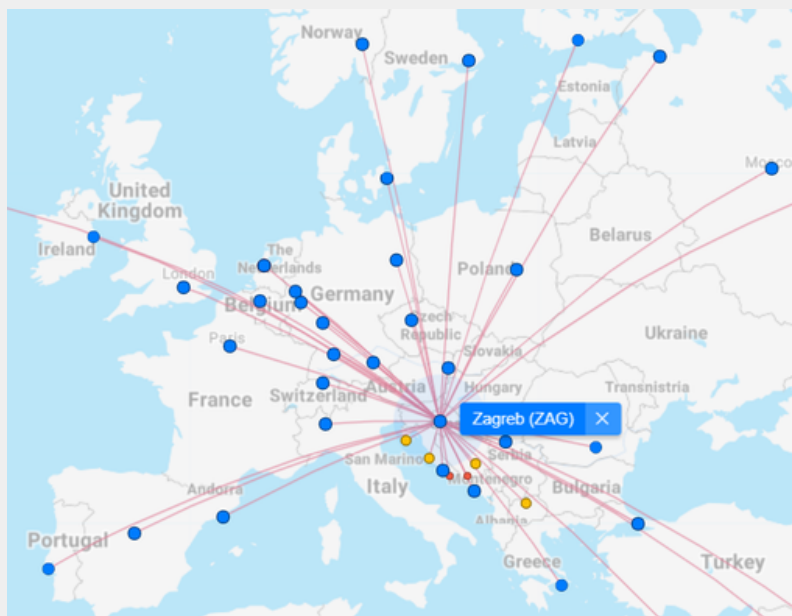 Norway
Sweden
Estonia
Latvia
Mosco
United
Kingdom
Ireland
The
Netherlands
London
Belgium
Germany
Poland
Belarus
Czech
Republic
Paris
Slovakia
Ukraine
France
Switzerland
Austria
Hungary
Transnistria
Zagreb (ZAG) ×
San Marino
Serbia
Italy
Montenegro
Bulgaria
Andorra
Albania
Portugal
Greece
Turkey